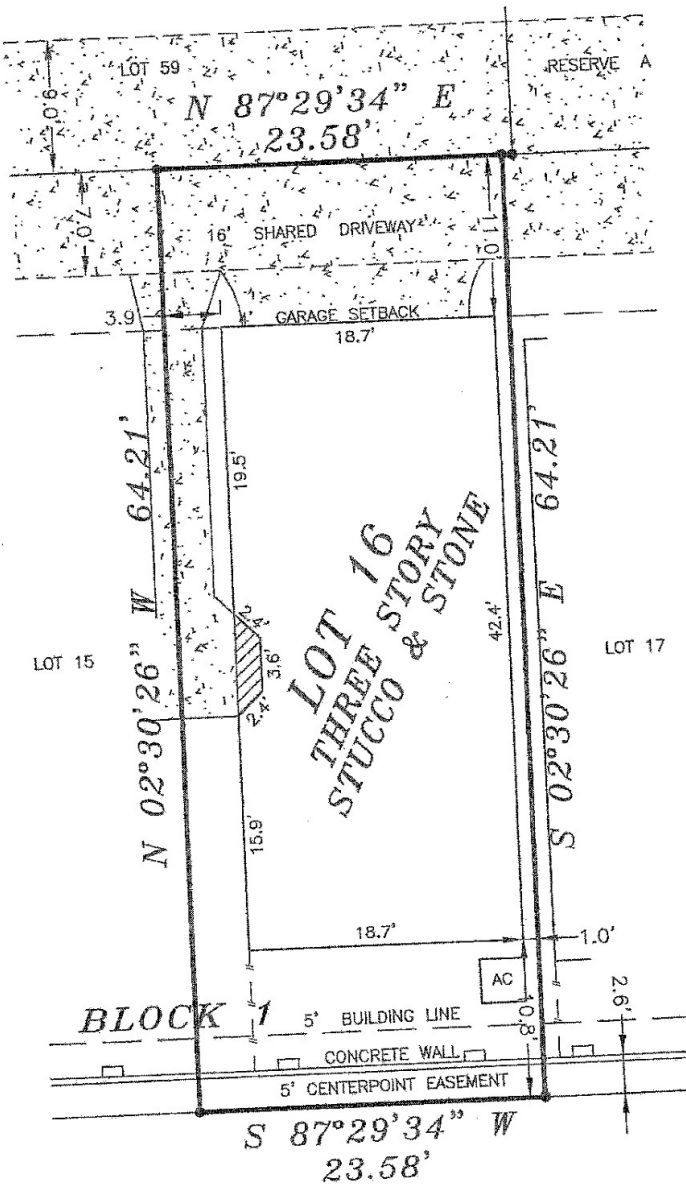 LOT 59
RESERVE A
9.0'
N 87°29'34" E
23.58'
7.0'
16' SHARED DRIVEWAY
11.0'
3.9
4'
GARAGE SETBACK
18.7'
N 02°30'26" W 64.21'
19.5'
S 02°30'26" E 64.21'
LOT 16
THREE STORY
STUCCO & STONE
42.4'
2.4'
3.6'
2.4'
LOT 15
LOT 17
15.9'
18.7'
1.0'
AC
10.8'
2.6'
BLOCK 1
5' BUILDING LINE
CONCRETE WALL
5' CENTERPOINT EASEMENT
S 87°29'34" W
23.58'